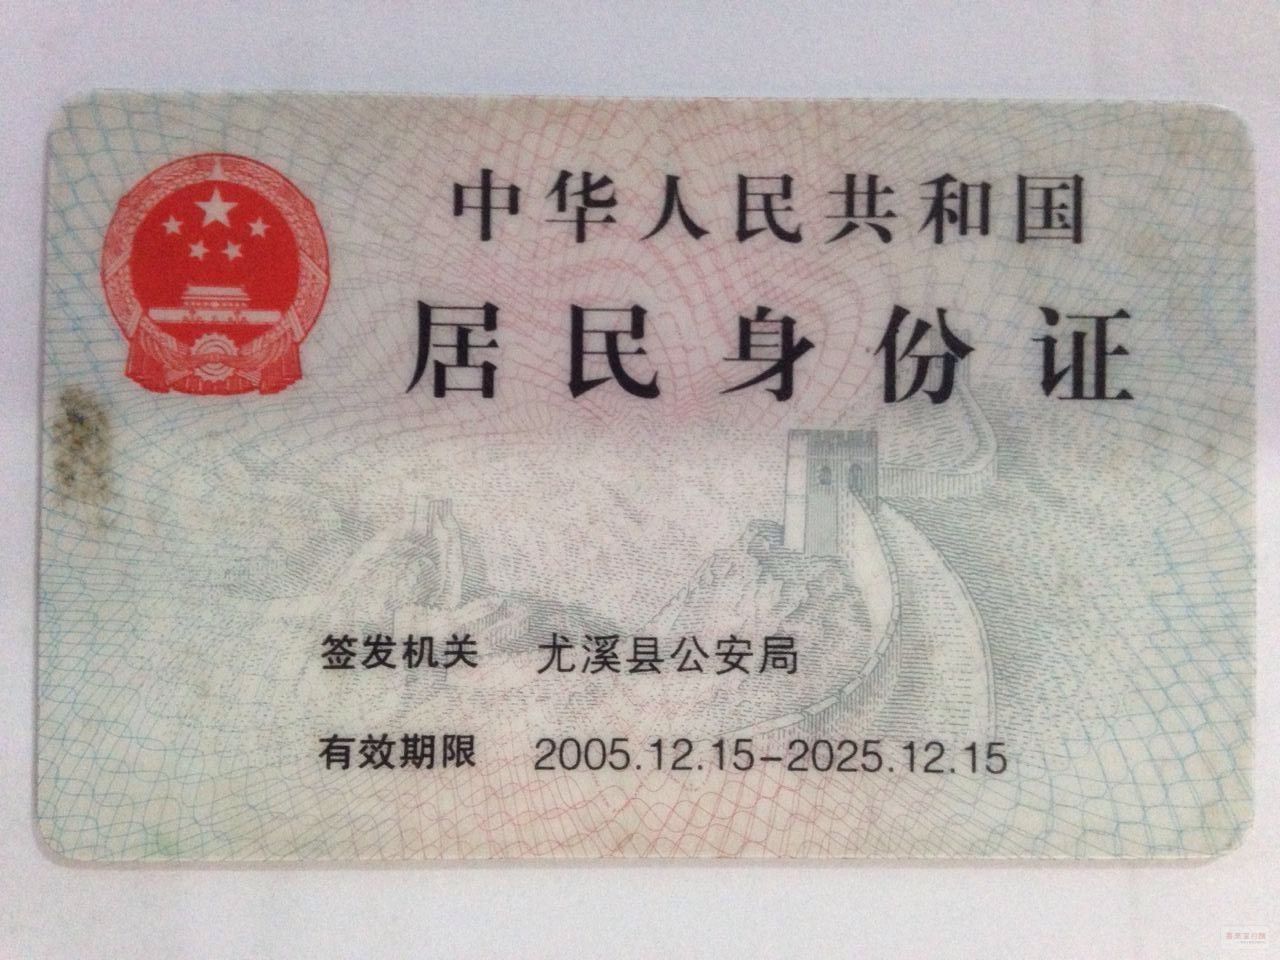 中华人民共和国
居民身份证
签发机关 尤溪县公安局
有效期限 2005.12.15-2025.12.15